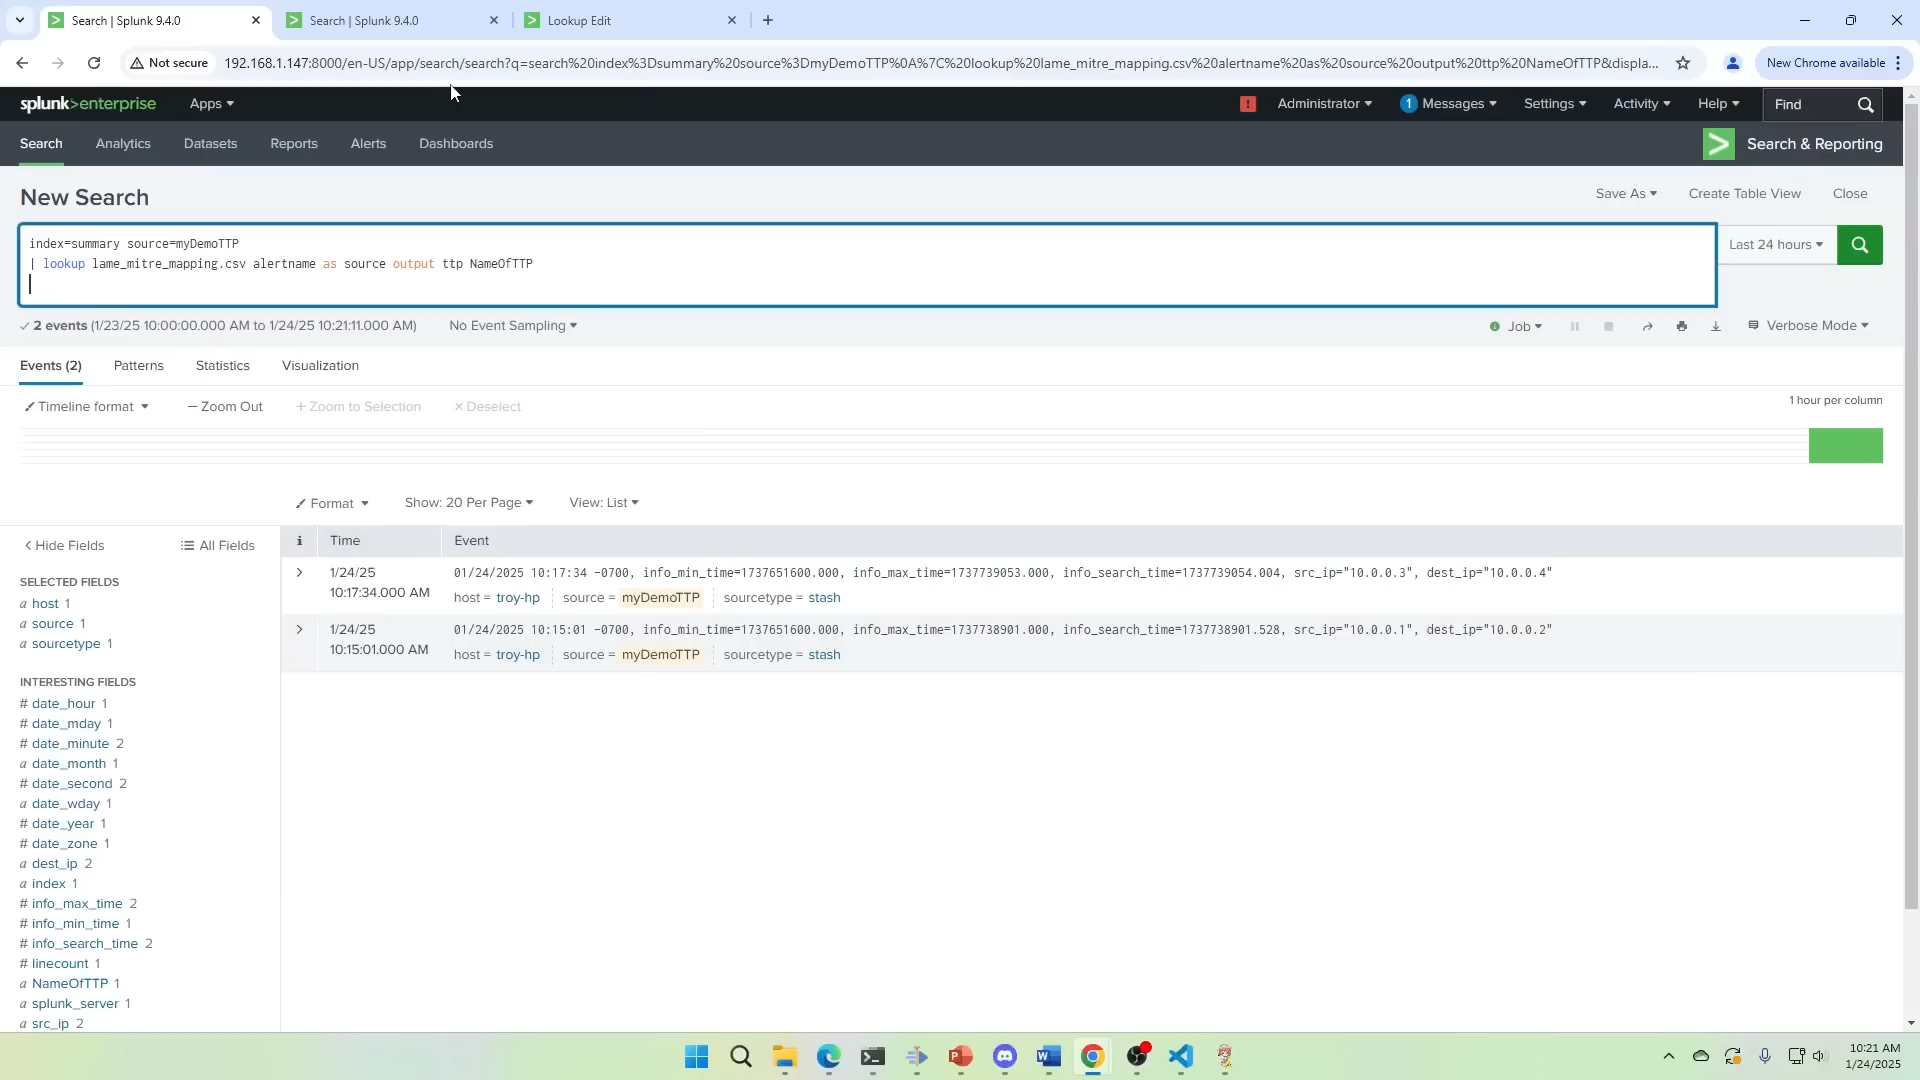 Search | Splunk 9.4.0
Search | Splunk 9.4.0
Lookup Edit
Not secure
192.168.1.147:8000/en-US/app/search/search?q=search%20index%3Dsummary%20source%3DmyDemoTTP%0A%7C%20lookup%20lame_mitre_mapping.csv%20alertname%20as%20source%20output%20ttp%20NameOfTTP&displa...
New Chrome available
splunk>enterprise
Apps
Administrator
1 Messages
Settings
Activity
Help
Find
Search
Analytics
Datasets
Reports
Alerts
Dashboards
Search & Reporting
New Search
Save As
Create Table View
Close
index=summary source=myDemoTTP
| lookup lame_mitre_mapping.csv alertname as source output ttp NameOfTTP
Last 24 hours
2 events (1/23/25 10:00:00.000 AM to 1/24/25 10:21:11.000 AM)
No Event Sampling
Job
Verbose Mode
Events (2)
Patterns
Statistics
Visualization
Timeline format
— Zoom Out
+ Zoom to Selection
× Deselect
1 hour per column
Format
Show: 20 Per Page
View: List
< Hide Fields
All Fields
i
Time
Event
SELECTED FIELDS
a host 1
a source 1
a sourcetype 1
INTERESTING FIELDS
# date_hour 1
# date_mday 1
# date_minute 2
a date_month 1
# date_second 2
a date_wday 1
# date_year 1
# date_zone 1
a dest_ip 2
a index 1
# info_max_time 2
# info_min_time 1
# info_search_time 2
# linecount 1
a NameOfTTP 1
a splunk_server 1
a src_ip 2
> 1/24/25
10:17:34.000 AM
01/24/2025 10:17:34 -0700, info_min_time=1737651600.000, info_max_time=1737739053.000, info_search_time=1737739054.004, src_ip="10.0.0.3", dest_ip="10.0.0.4"
host = troy-hp source = myDemoTTP sourcetype = stash
> 1/24/25
10:15:01.000 AM
01/24/2025 10:15:01 -0700, info_min_time=1737651600.000, info_max_time=1737738901.000, info_search_time=1737738901.528, src_ip="10.0.0.1", dest_ip="10.0.0.2"
host = troy-hp source = myDemoTTP sourcetype = stash
10:21 AM
1/24/2025